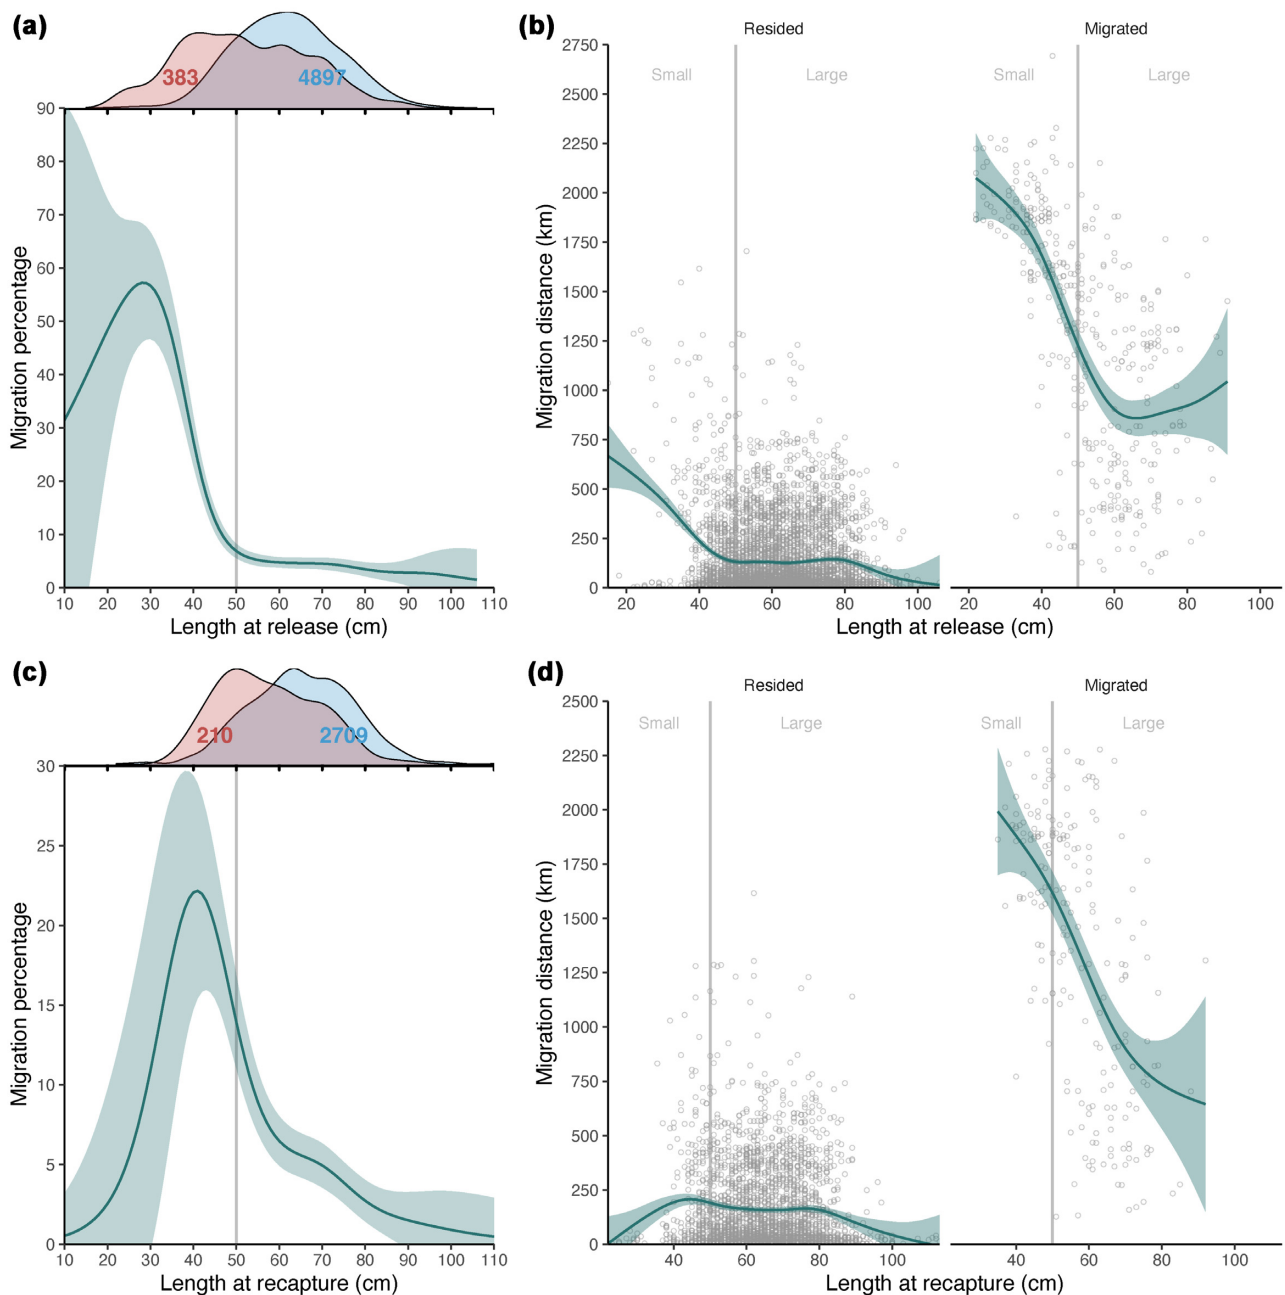 (a)
383
4897
90
80
70
60
50
40
30
20
10
0
Migration percentage
10 20 30 40 50 60 70 80 90 100 110
Length at release (cm)
(b)
Resided Migrated
Small Large Small Large
2750
2500
2250
2000
1750
1500
1250
1000
750
500
250
0
Migration distance (km)
20 40 60 80 100 20 40 60 80 100
Length at release (cm)
(c)
210
2709
30
25
20
15
10
5
0
Migration percentage
10 20 30 40 50 60 70 80 90 100 110
Length at recapture (cm)
(d)
Resided Migrated
Small Large Small Large
2500
2250
2000
1750
1500
1250
1000
750
500
250
0
Migration distance (km)
40 60 80 100 40 60 80 100
Length at recapture (cm)